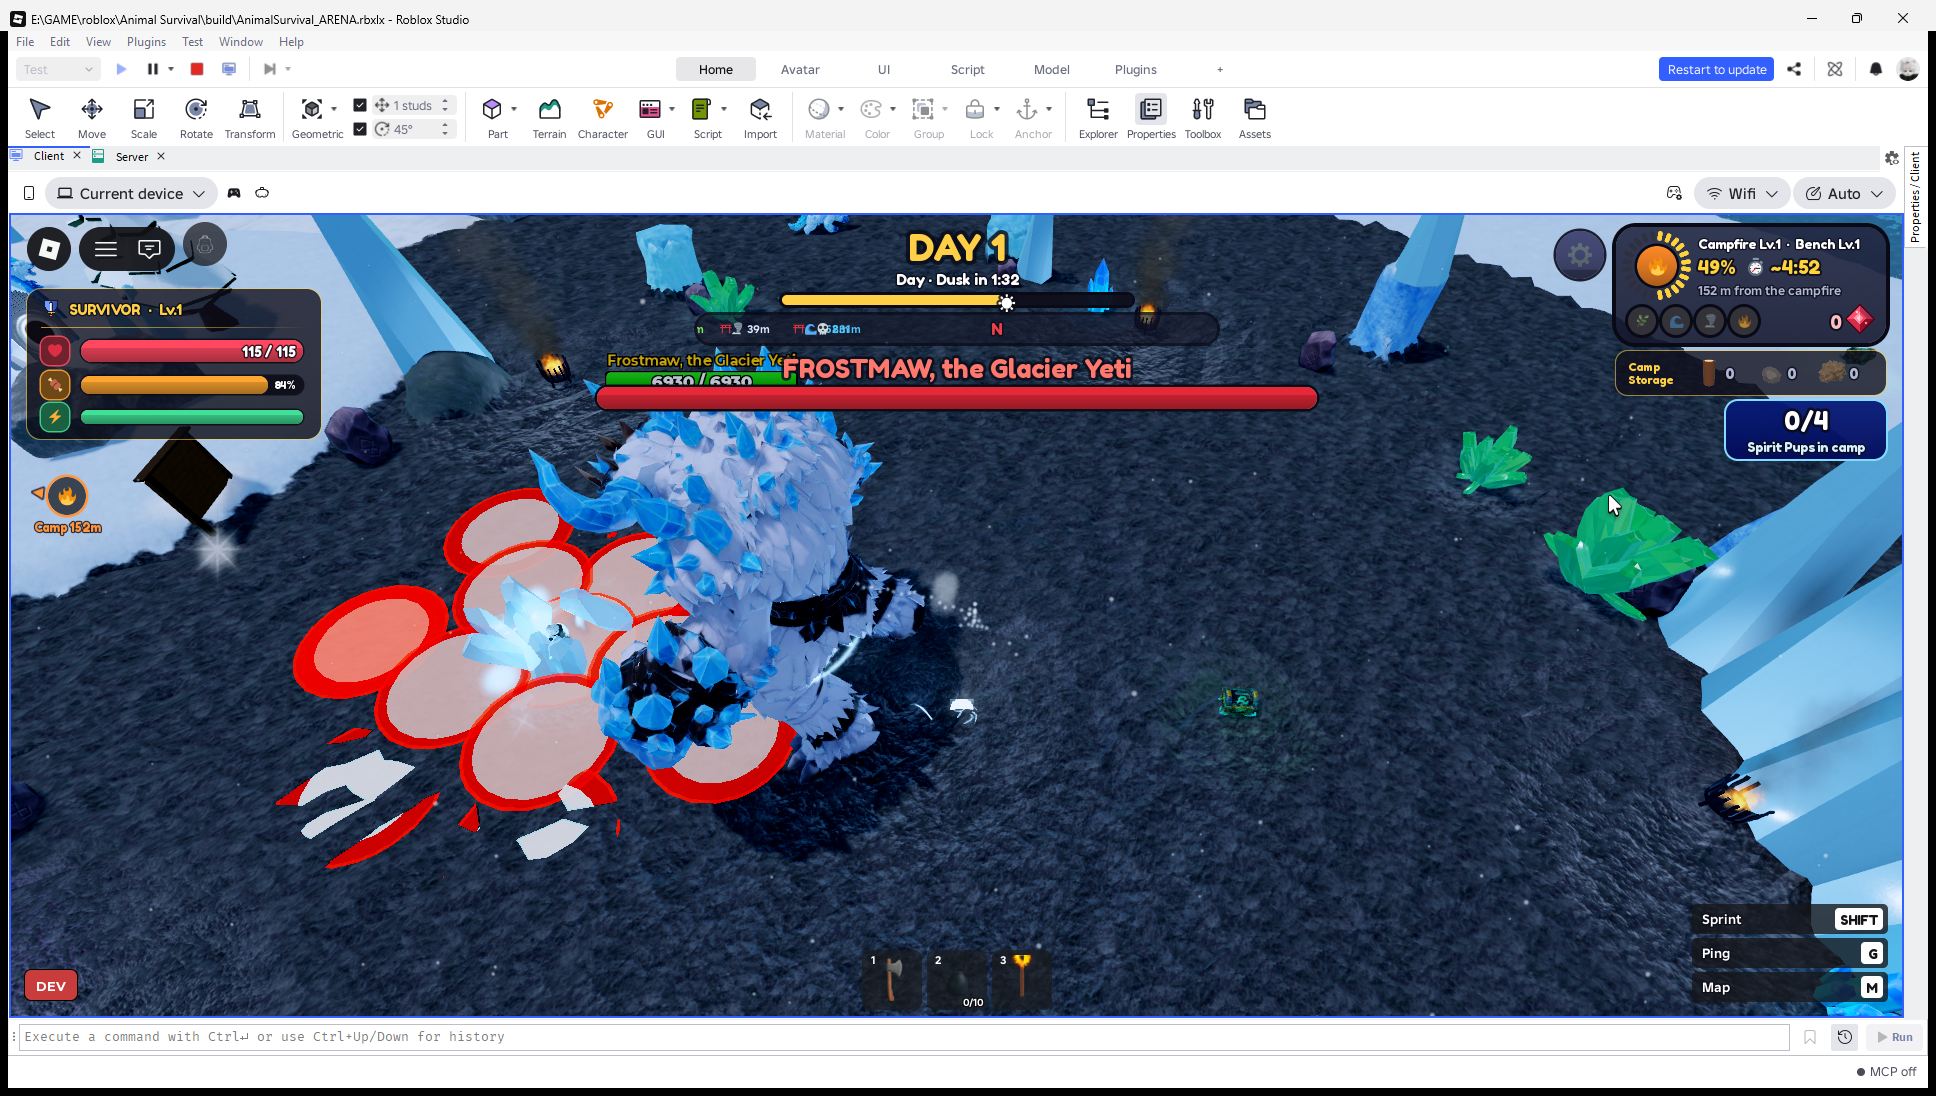 E:\GAME\roblox\Animal Survival\build\AnimalSurvival_ARENA.rbxlx - Roblox Studio
File Edit View Plugins Test Window Help
Test
Home Avatar UI Script Model Plugins +
Restart to update
Select Move Scale Rotate Transform Geometric
1 studs
45°
Part Terrain Character GUI Script Import Material Color Group Lock Anchor Explorer Properties Toolbox Assets
Client Server
Properties / Client
Current device
Wifi Auto
DAY 1
Day · Dusk in 1:32
39m
N
SURVIVOR · Lv.1
115 / 115
84%
Camp 152m
Frostmaw, the Glacier Yeti
6930 / 6930
FROSTMAW, the Glacier Yeti
Campfire Lv.1 · Bench Lv.1
49% ~4:52
152 m from the campfire
0
Camp Storage 0 0 0
0/4
Spirit Pups in camp
Sprint SHIFT
Ping G
Map M
DEV
1 2 3
0/10
Execute a command with Ctrl↵ or use Ctrl+Up/Down for history
Run
MCP off